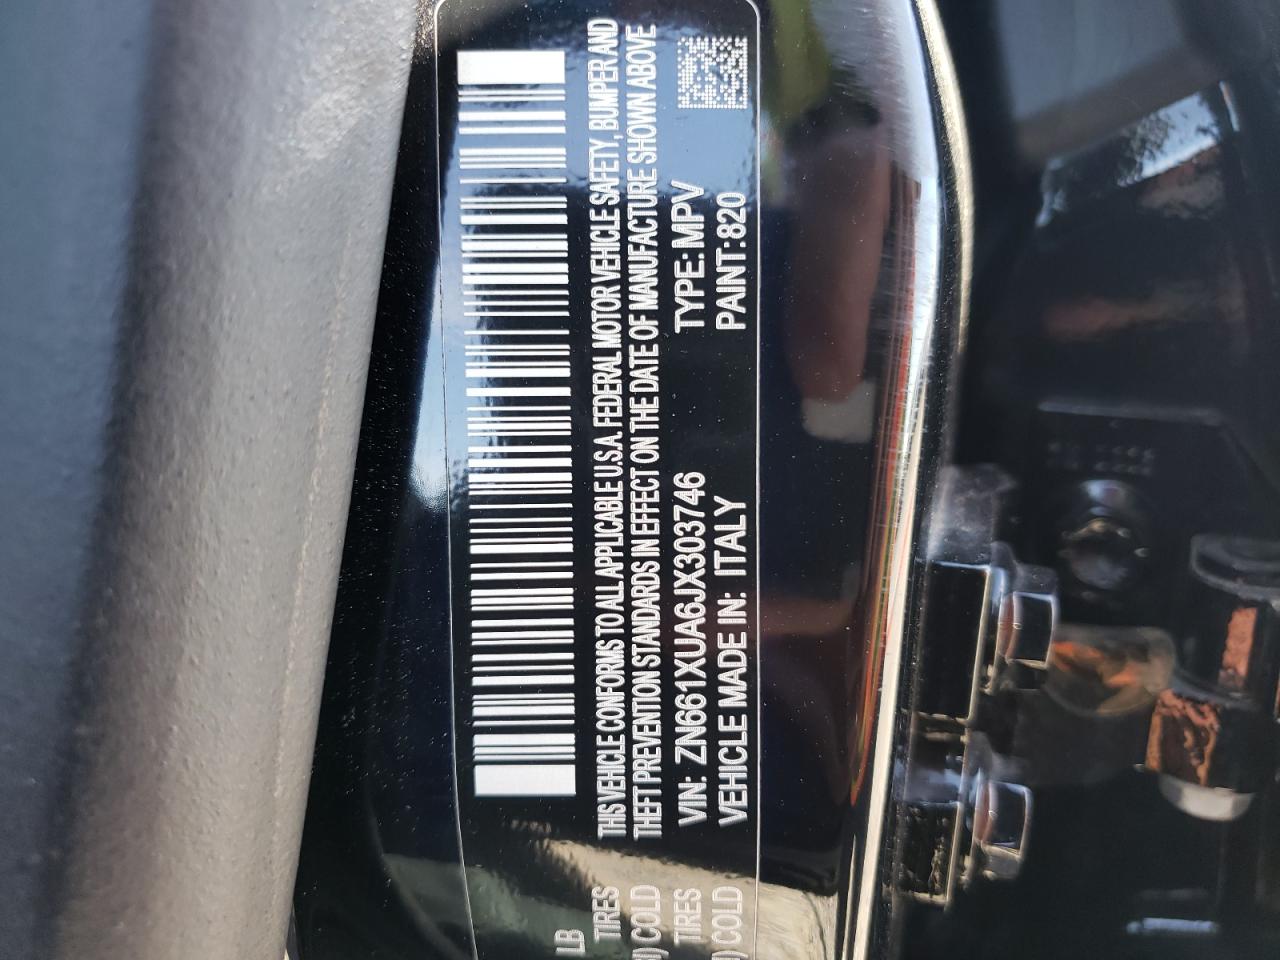 THIS VEHICLE CONFORMS TO ALL APPLICABLE U.S.A. FEDERAL MOTOR VEHICLE SAFETY, BUMPER AND
THEFT PREVENTION STANDARDS IN EFFECT ON THE DATE OF MANUFACTURE SHOWN ABOVE
VIN: ZN661XUA6JX303746 TYPE: MPV
VEHICLE MADE IN: ITALY PAINT: 820
LB
TIRES
) COLD
TIRES
) COLD